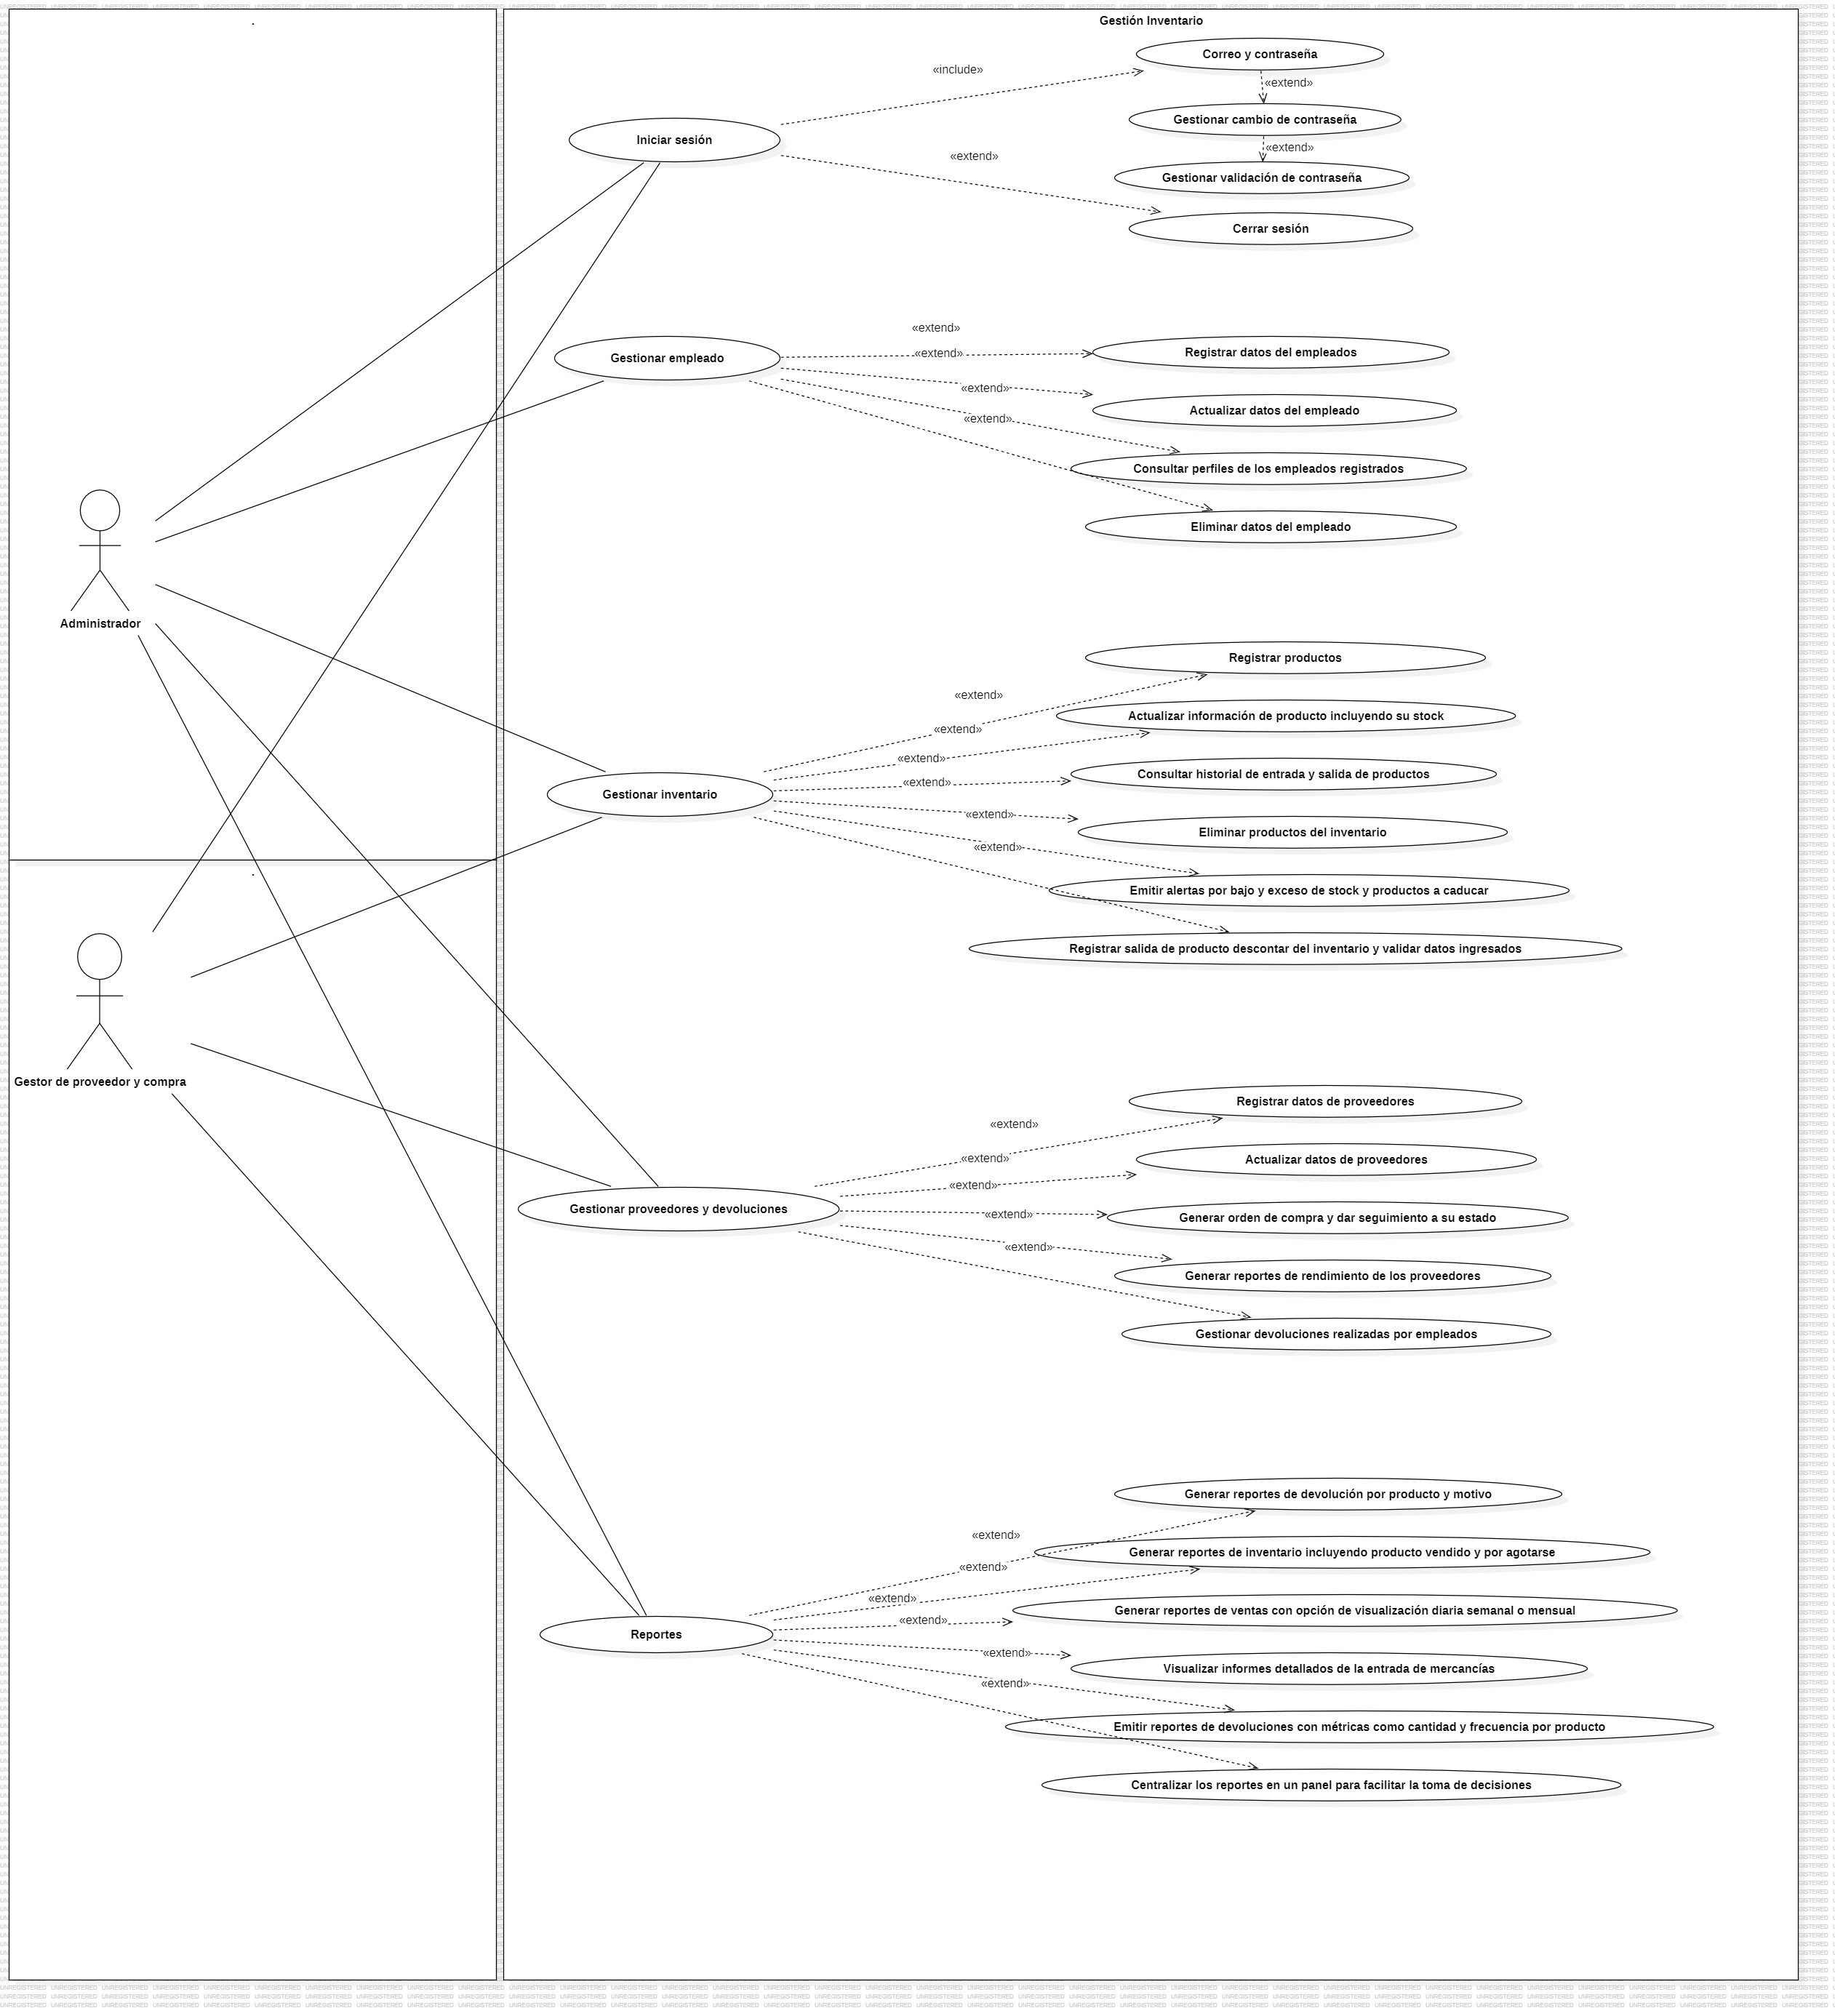 Gestión Inventario
Correo y contraseña
«include»
«extend»
Gestionar cambio de contraseña
Iniciar sesión
«extend»
«extend»
Gestionar validación de contraseña
Cerrar sesión
«extend»
Gestionar empleado
«extend»
Registrar datos del empleados
«extend»
Actualizar datos del empleado
«extend»
Consultar perfiles de los empleados registrados
Eliminar datos del empleado
Administrador
Registrar productos
«extend»
Actualizar información de producto incluyendo su stock
«extend»
«extend»
Consultar historial de entrada y salida de productos
«extend»
Gestionar inventario
«extend»
Eliminar productos del inventario
«extend»
Emitir alertas por bajo y exceso de stock y productos a caducar
Registrar salida de producto descontar del inventario y validar datos ingresados
Gestor de proveedor y compra
Registrar datos de proveedores
«extend»
«extend»
Actualizar datos de proveedores
«extend»
Gestionar proveedores y devoluciones
«extend»
Generar orden de compra y dar seguimiento a su estado
«extend»
Generar reportes de rendimiento de los proveedores
Gestionar devoluciones realizadas por empleados
Generar reportes de devolución por producto y motivo
«extend»
Generar reportes de inventario incluyendo producto vendido y por agotarse
«extend»
«extend»
Generar reportes de ventas con opción de visualización diaria semanal o mensual
«extend»
Reportes
«extend»
Visualizar informes detallados de la entrada de mercancías
«extend»
Emitir reportes de devoluciones con métricas como cantidad y frecuencia por producto
Centralizar los reportes en un panel para facilitar la toma de decisiones